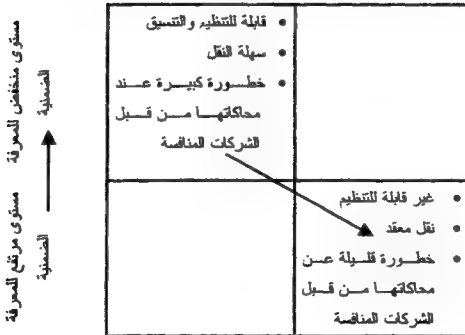 قابلة للتنظيم والتنسيق
سهلة النقل
خطورة كبيرة عند
محاكاتها من قبل
الشركات المنافسة
غير قابلة للتنظيم
نقل معقد
خطورة قليلة عن
محاكاتها من قبل
الشركات المنافسة
مستوى منخفض للمعرفة
الضمنية
مستوى مرتفع للمعرفة
الضمنية